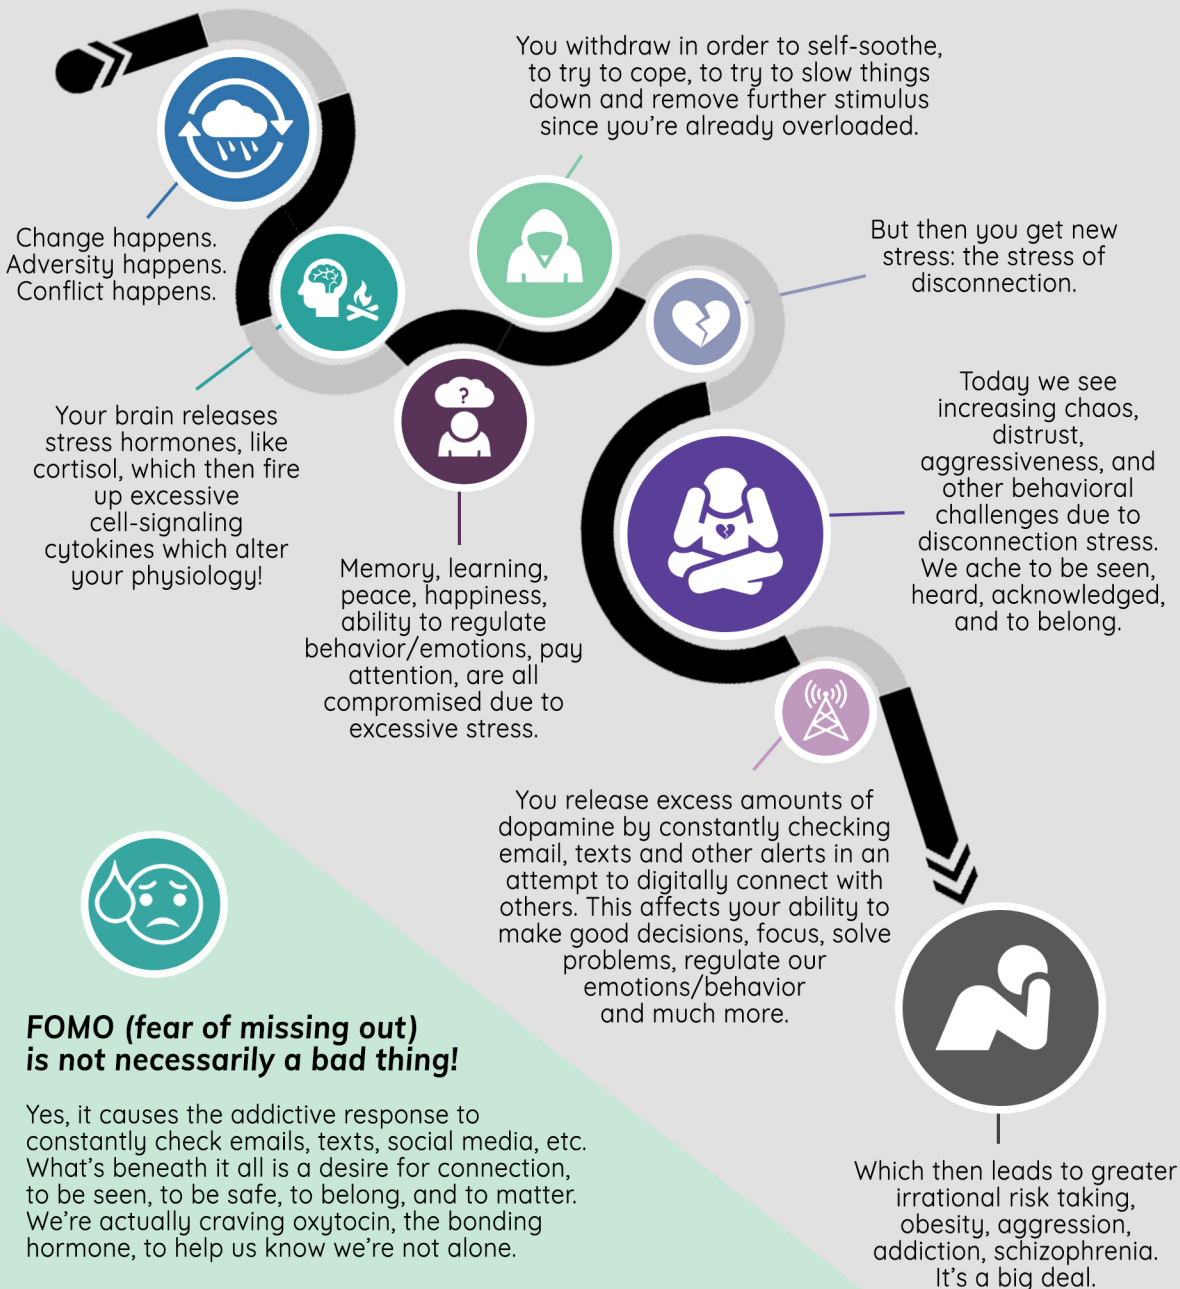 Change happens.
Adversity happens.
Conflict happens.
Your brain releases
stress hormones, like
cortisol, which then fire
up excessive
cell-signaling
cytokines which alter
your physiology!
?
Memory, learning,
peace, happiness,
ability to regulate
behavior/emotions, pay
attention, are all
compromised due to
excessive stress.
You withdraw in order to self-soothe,
to try to cope, to try to slow things
down and remove further stimulus
since you're already overloaded.
But then you get new
stress: the stress of
disconnection.
Today we see
increasing chaos,
distrust,
aggressiveness, and
other behavioral
challenges due to
disconnection stress.
We ache to be seen,
heard, acknowledged,
and to belong.
You release excess amounts of
dopamine by constantly checking
email, texts and other alerts in an
attempt to digitally connect with
others. This affects your ability to
make good decisions, focus, solve
problems, regulate our
emotions/behavior
and much more.
Which then leads to greater
irrational risk taking,
obesity, aggression,
addiction, schizophrenia.
It's a big deal.
FOMO (fear of missing out)
is not necessarily a bad thing!
Yes, it causes the addictive response to
constantly check emails, texts, social media, etc.
What's beneath it all is a desire for connection,
to be seen, to be safe, to belong, and to matter.
We're actually craving oxytocin, the bonding
hormone, to help us know we're not alone.